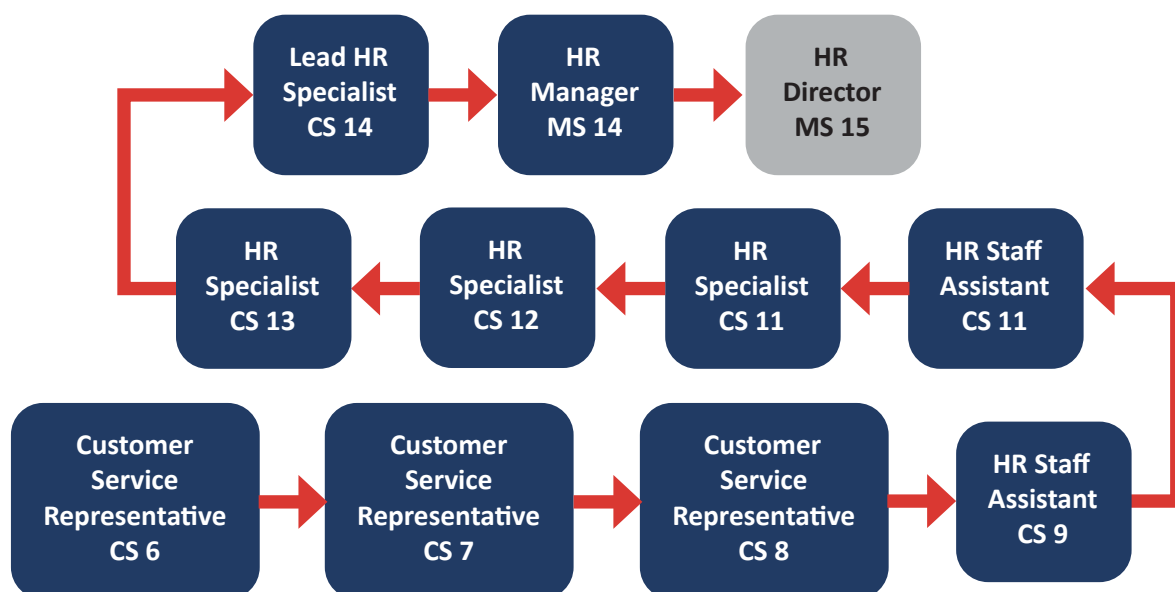 Lead HR
Specialist
CS 14
HR
Manager
MS 14
HR
Director
MS 15
HR
Specialist
CS 13
HR
Specialist
CS 12
HR
Specialist
CS 11
HR Staff
Assistant
CS 11
Customer
Service
Representative
CS 6
Customer
Service
Representative
CS 7
Customer
Service
Representative
CS 8
HR Staff
Assistant
CS 9